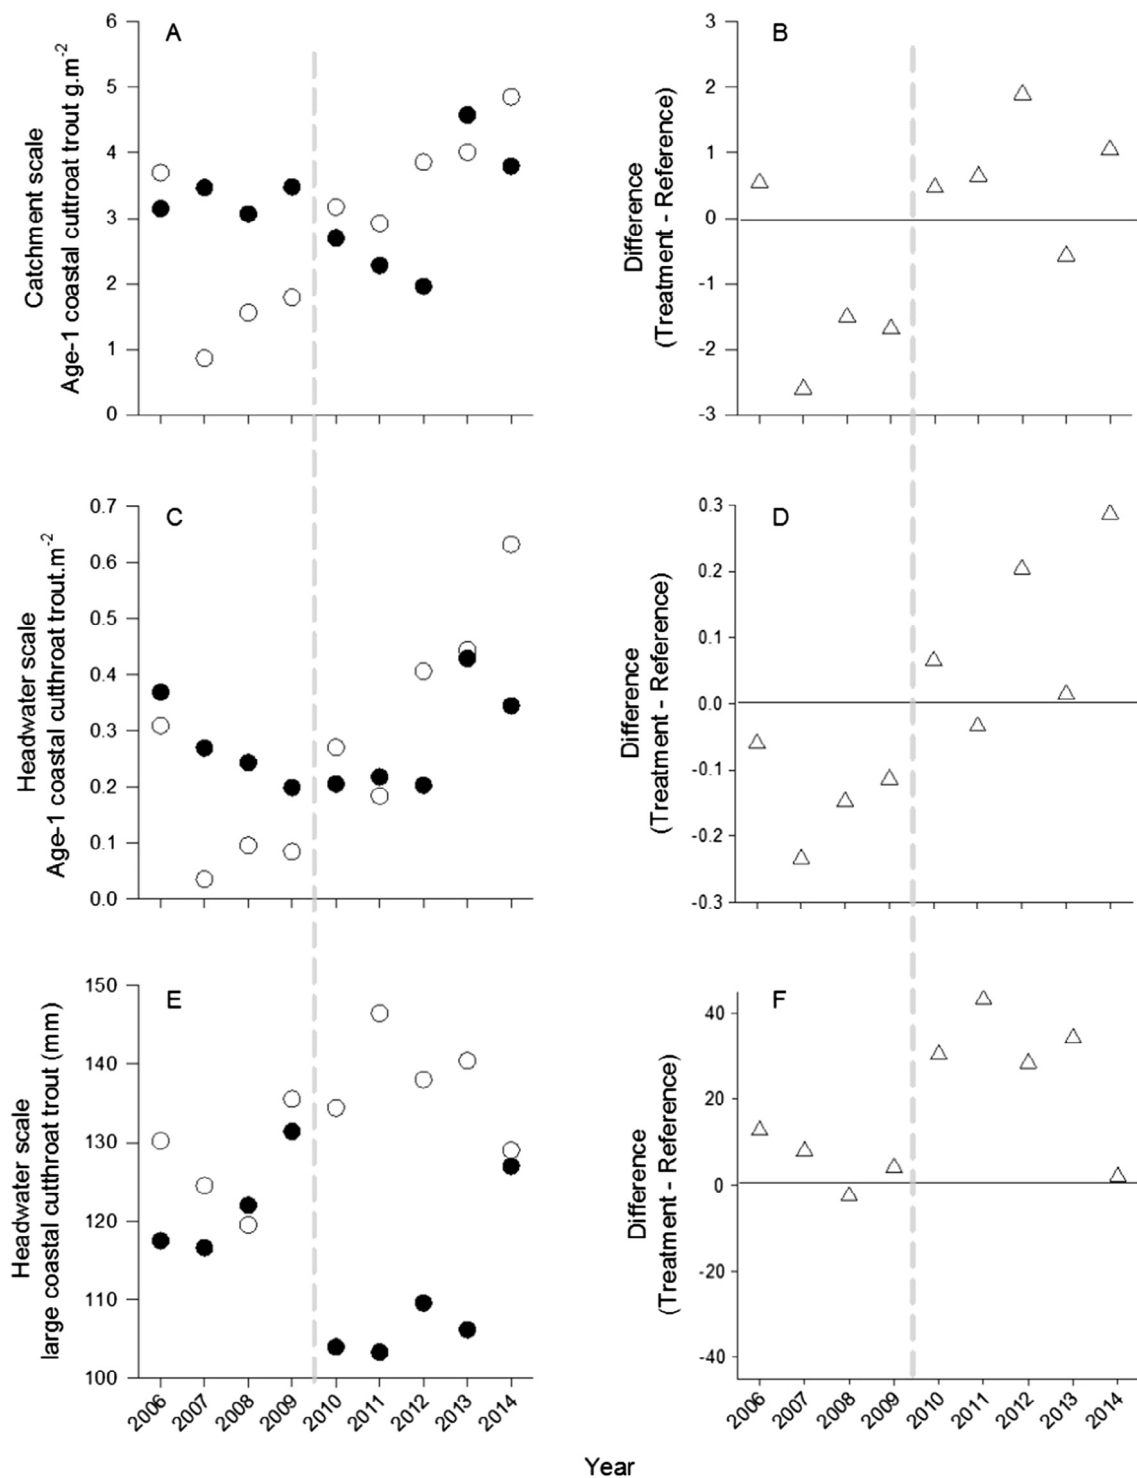 A
Catchment scale
Age-1 coastal cuttroat trout g.m-2
6
5
4
3
2
1
0
B
Difference
(Treatment - Reference)
3
2
1
0
-1
-2
-3
C
Headwater scale
Age-1 coastal cutthroat trout.m-2
0.7
0.6
0.5
0.4
0.3
0.2
0.1
0.0
D
Difference
(Treatment - Reference)
0.3
0.2
0.1
0.0
-0.1
-0.2
-0.3
E
Headwater scale
large coastal cutthroat trout (mm)
150
140
130
120
110
100
2006 2007 2008 2009 2010 2011 2012 2013 2014
F
Difference
(Treatment - Reference)
40
20
0
-20
-40
2006 2007 2008 2009 2010 2011 2012 2013 2014
Year